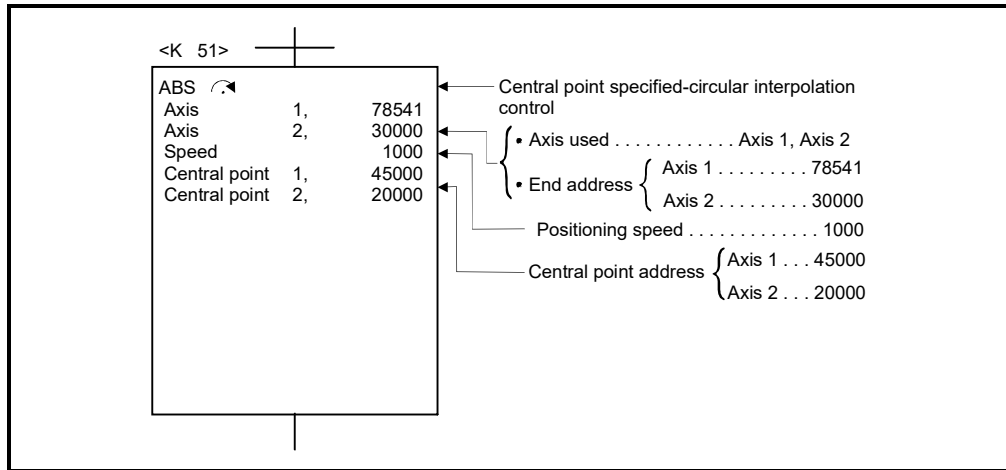 <K 51>
ABS
Axis 1, 78541
Axis 2, 30000
Speed 1000
Central point 1, 45000
Central point 2, 20000
Central point specified-circular interpolation
control
• Axis used . . . . . . . . . . . . Axis 1, Axis 2
• End address
Axis 1 . . . . . . . . . 78541
Axis 2 . . . . . . . . . 30000
Positioning speed . . . . . . . . . . . . . 1000
Central point address
Axis 1 . . . 45000
Axis 2 . . . 20000